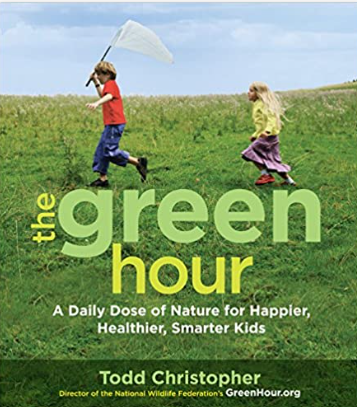 the green
hour
A Daily Dose of Nature for Happier,
Healthier, Smarter Kids
Todd Christopher
Director of the National Wildlife Federation's GreenHour.org